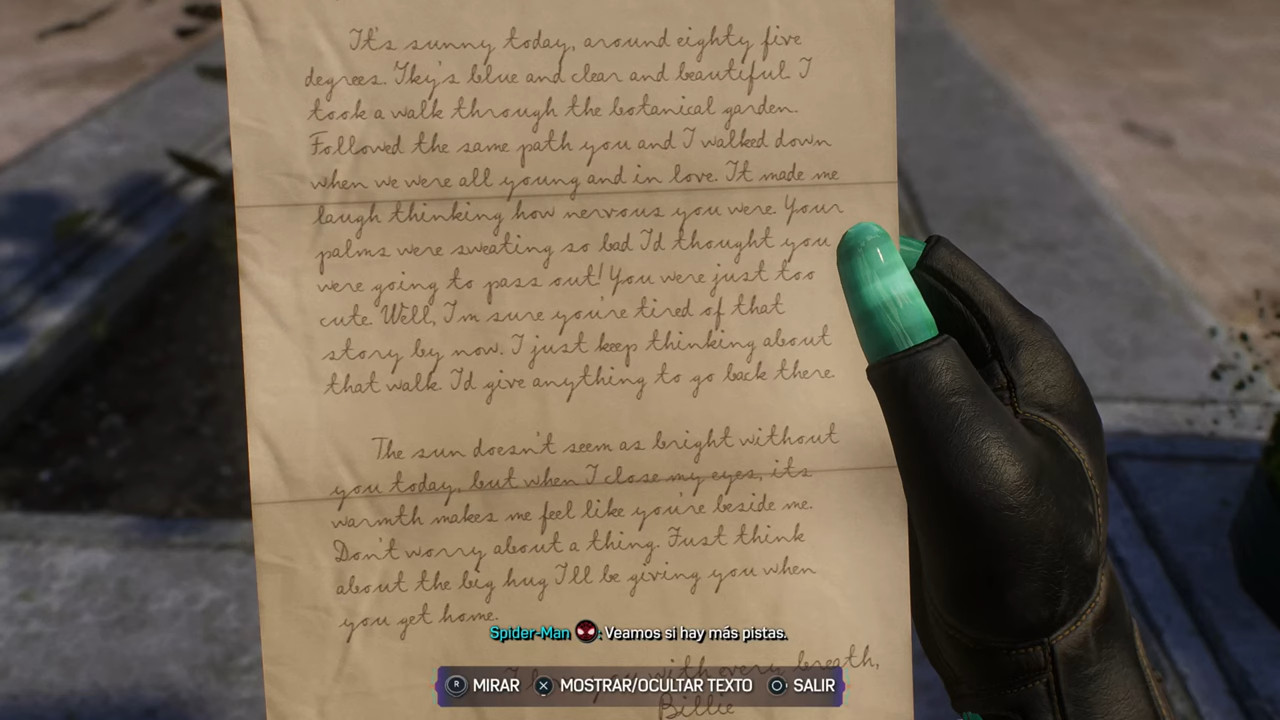 It's sunny today, around eighty five
degrees. Sky's blue and clear and beautiful. I
took a walk through the botanical garden.
Followed the same path you and I walked down
when we were all young and in love. It made me
laugh thinking how nervous you were. Your
palms were sweating so bad I'd thought you
were going to pass out! You were just too
cute. Well, I'm sure you're tired of that
story by now. I just keep thinking about
that walk. I'd give anything to go back there.
The sun doesn't seem as bright without
you today, but when I close my eyes, its
warmth makes me feel like you're beside me.
Don't worry about a thing. Just think
about the big hug I'll be giving you when
you get home.
Spider-Man : Veamos si hay más pistas.
with every breath,
R MIRAR MOSTRAR/OCULTAR TEXTO SALIR
Billie